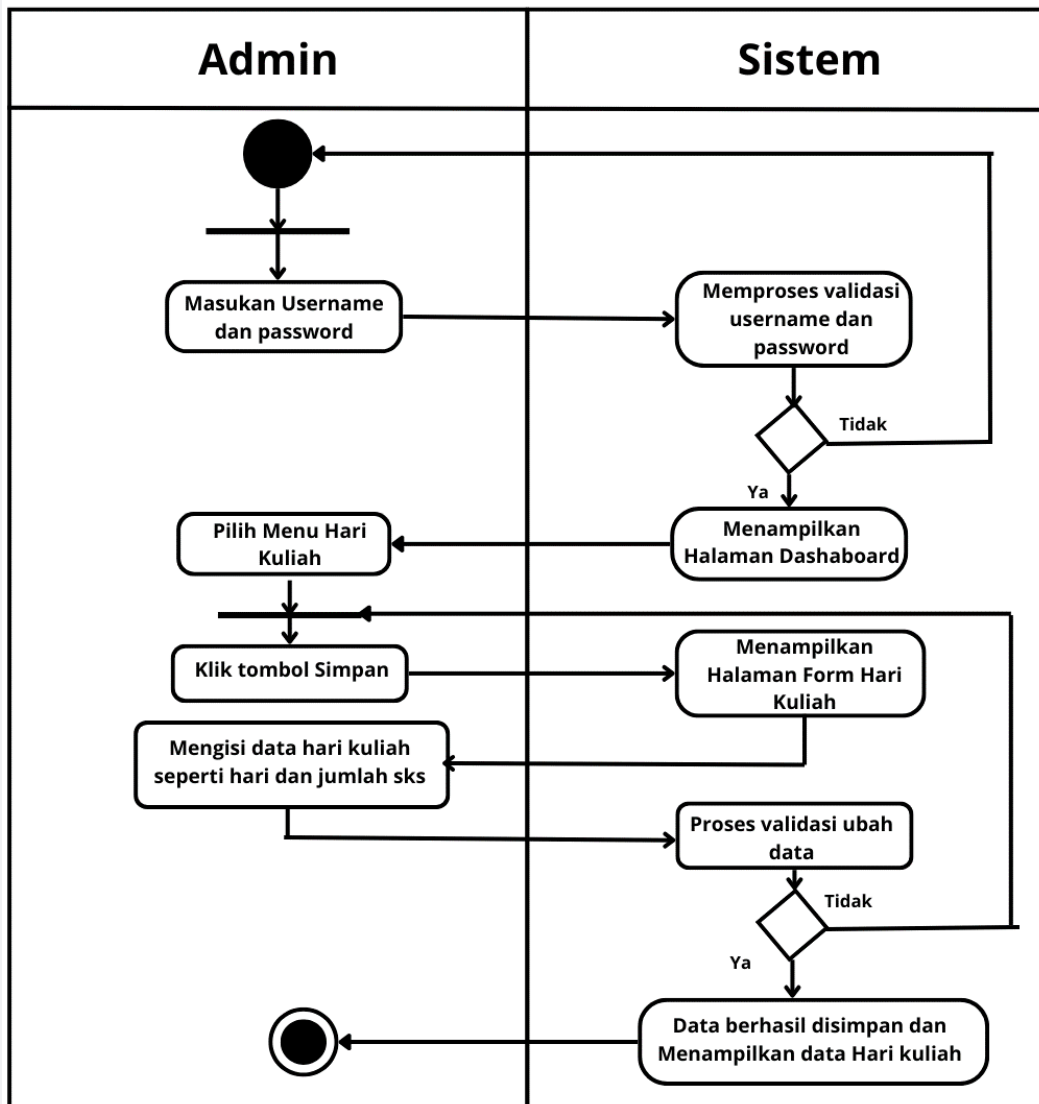 Admin
Sistem
Masukan Username
dan password
Memproses validasi
username dan
password
Tidak
Ya
Menampilkan
Halaman Dashaboard
Pilih Menu Hari
Kuliah
Klik tombol Simpan
Menampilkan
Halaman Form Hari
Kuliah
Mengisi data hari kuliah
seperti hari dan jumlah sks
Proses validasi ubah
data
Tidak
Ya
Data berhasil disimpan dan
Menampilkan data Hari kuliah